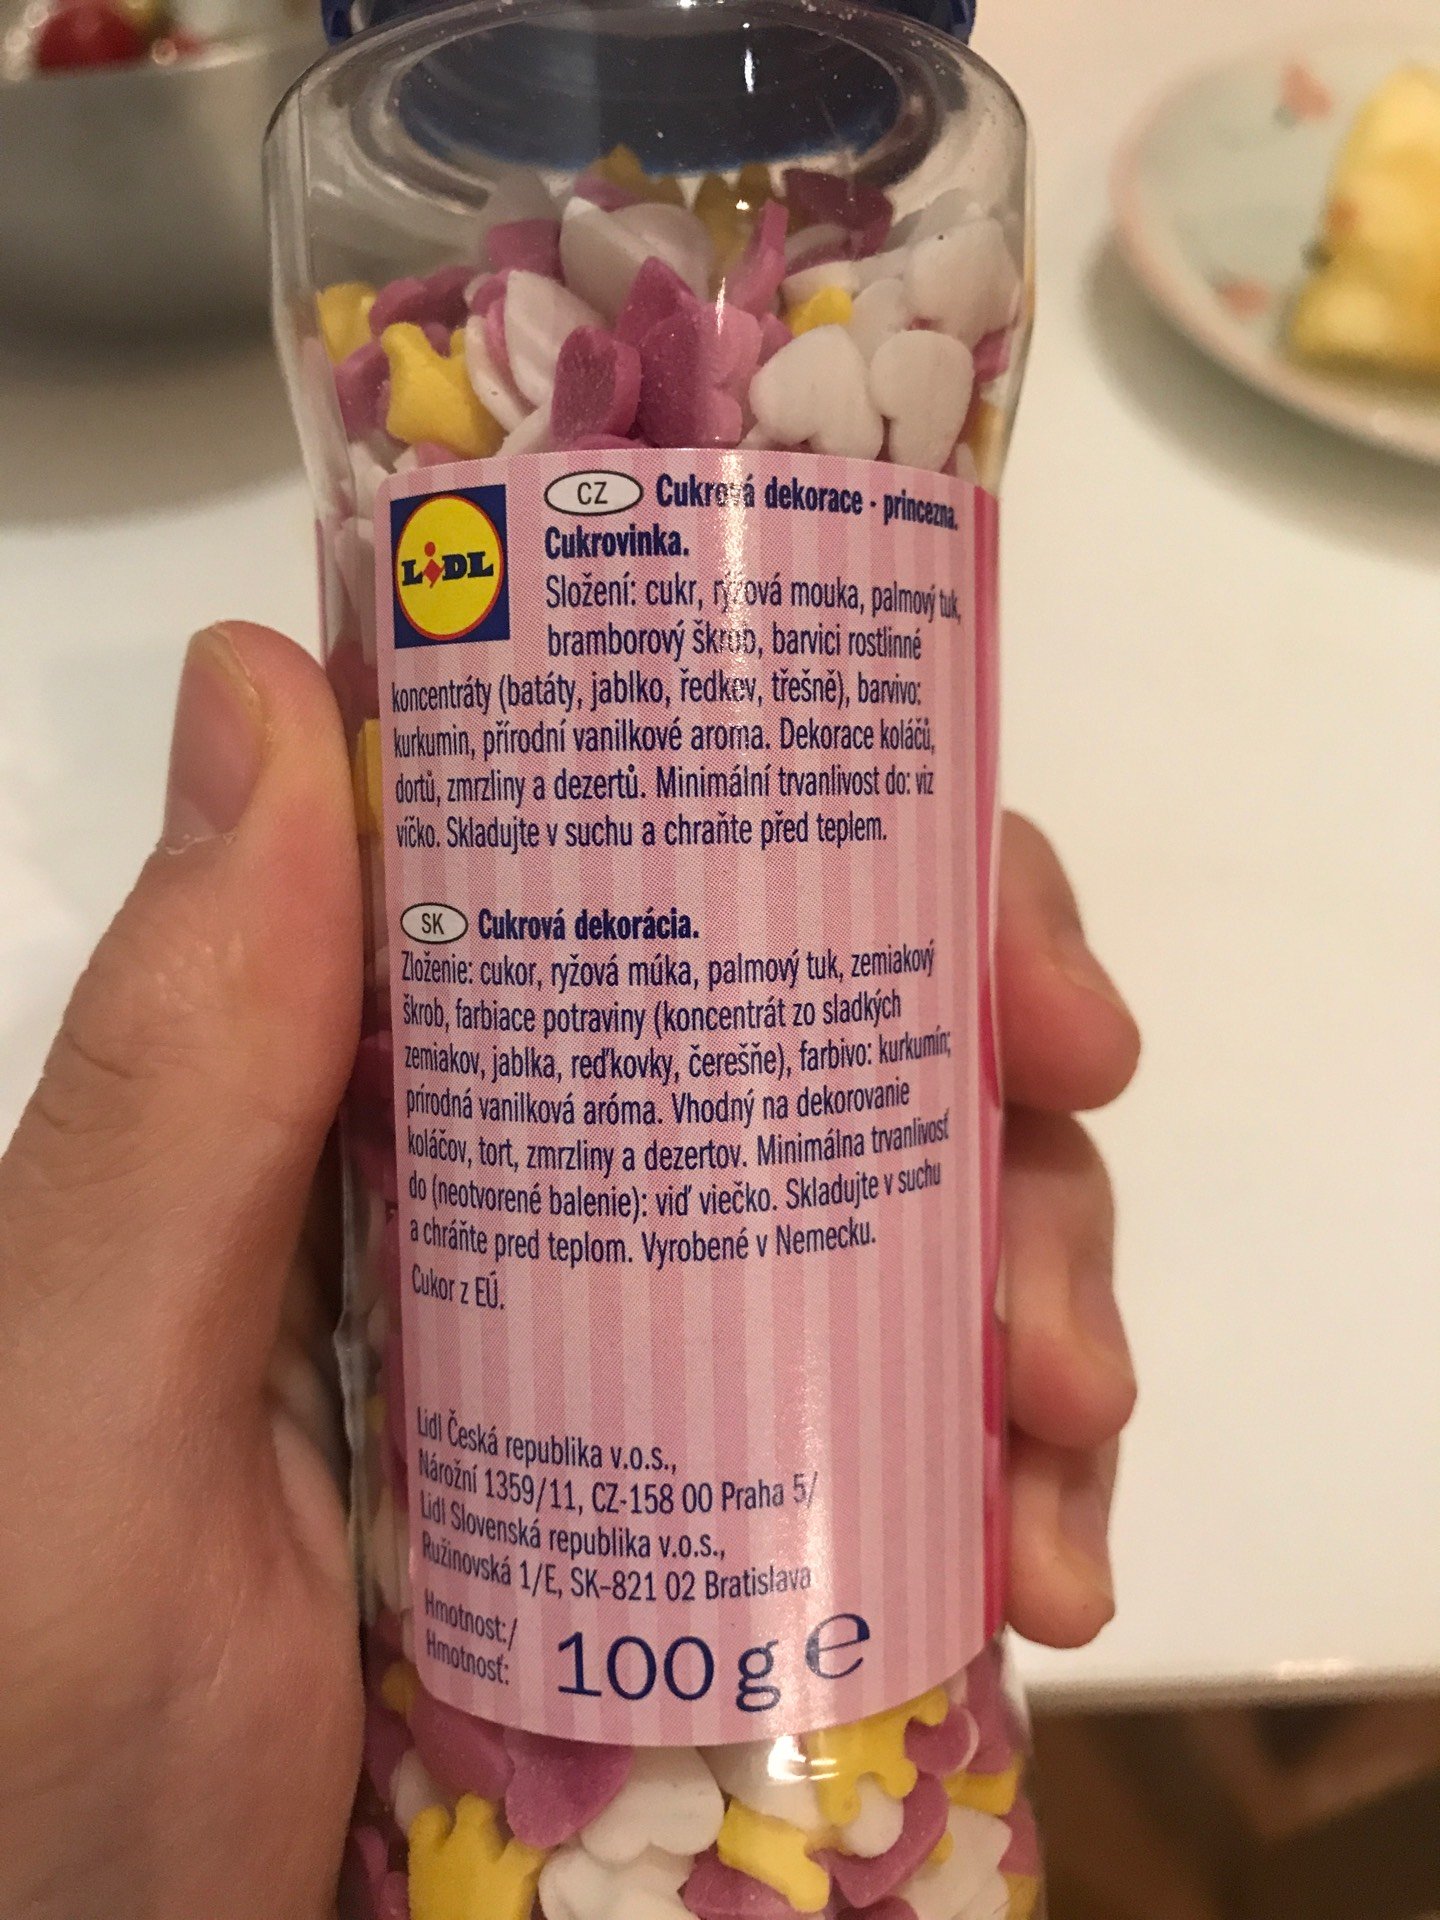 LIDL
CZ Cukrová dekorace - princezna.
Cukrovinka.
Složení: cukr, rýžová mouka, palmový tuk,
bramborový škrob, barvicí rostlinné
koncentráty (batáty, jablko, ředkev, třešně), barvivo:
kurkumin, přírodní vanilkové aroma. Dekorace koláčů,
dortů, zmrzliny a dezertů. Minimální trvanlivost do: viz
víčko. Skladujte v suchu a chraňte před teplem.
SK Cukrová dekorácia.
Zloženie: cukor, ryžová múka, palmový tuk, zemiakový
škrob, farbiace potraviny (koncentrát zo sladkých
zemiakov, jablka, reďkovky, čerešňe), farbivo: kurkumín;
prírodná vanilková aróma. Vhodný na dekorovanie
koláčov, tort, zmrzliny a dezertov. Minimálna trvanlivosť
do (neotvorené balenie): viď viečko. Skladujte v suchu
a chráňte pred teplom. Vyrobené v Nemecku.
Cukor z EÚ.
Lidl Česká republika v.o.s.,
Nárožní 1359/11, CZ-158 00 Praha 5/
Lidl Slovenská republika v.o.s.,
Ružinovská 1/E, SK-821 02 Bratislava
Hmotnost:/
Hmotnosť:
100 g e